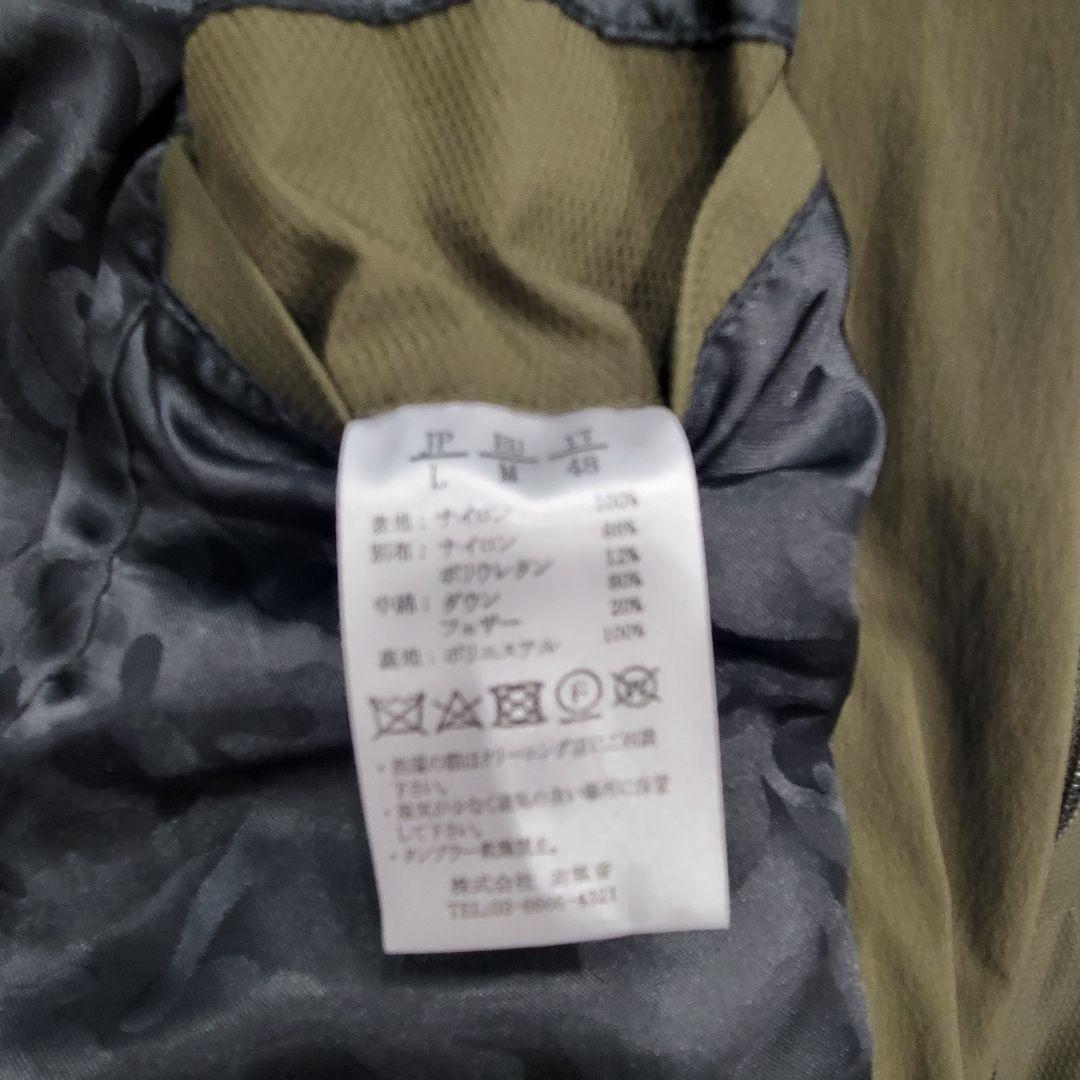 JP EU IT
L M 48
表地：ナイロン 100%
別布：ナイロン 88%
ポリウレタン 12%
中綿：ダウン 80%
フェザー 20%
裏地：ポリエステル 100%
・洗濯の際はクリーニング店にご相談
下さい。
・湿気が少なく通気の良い場所に保管
して下さい。
・タンブラー乾燥禁止。
株式会社
TEL:03-